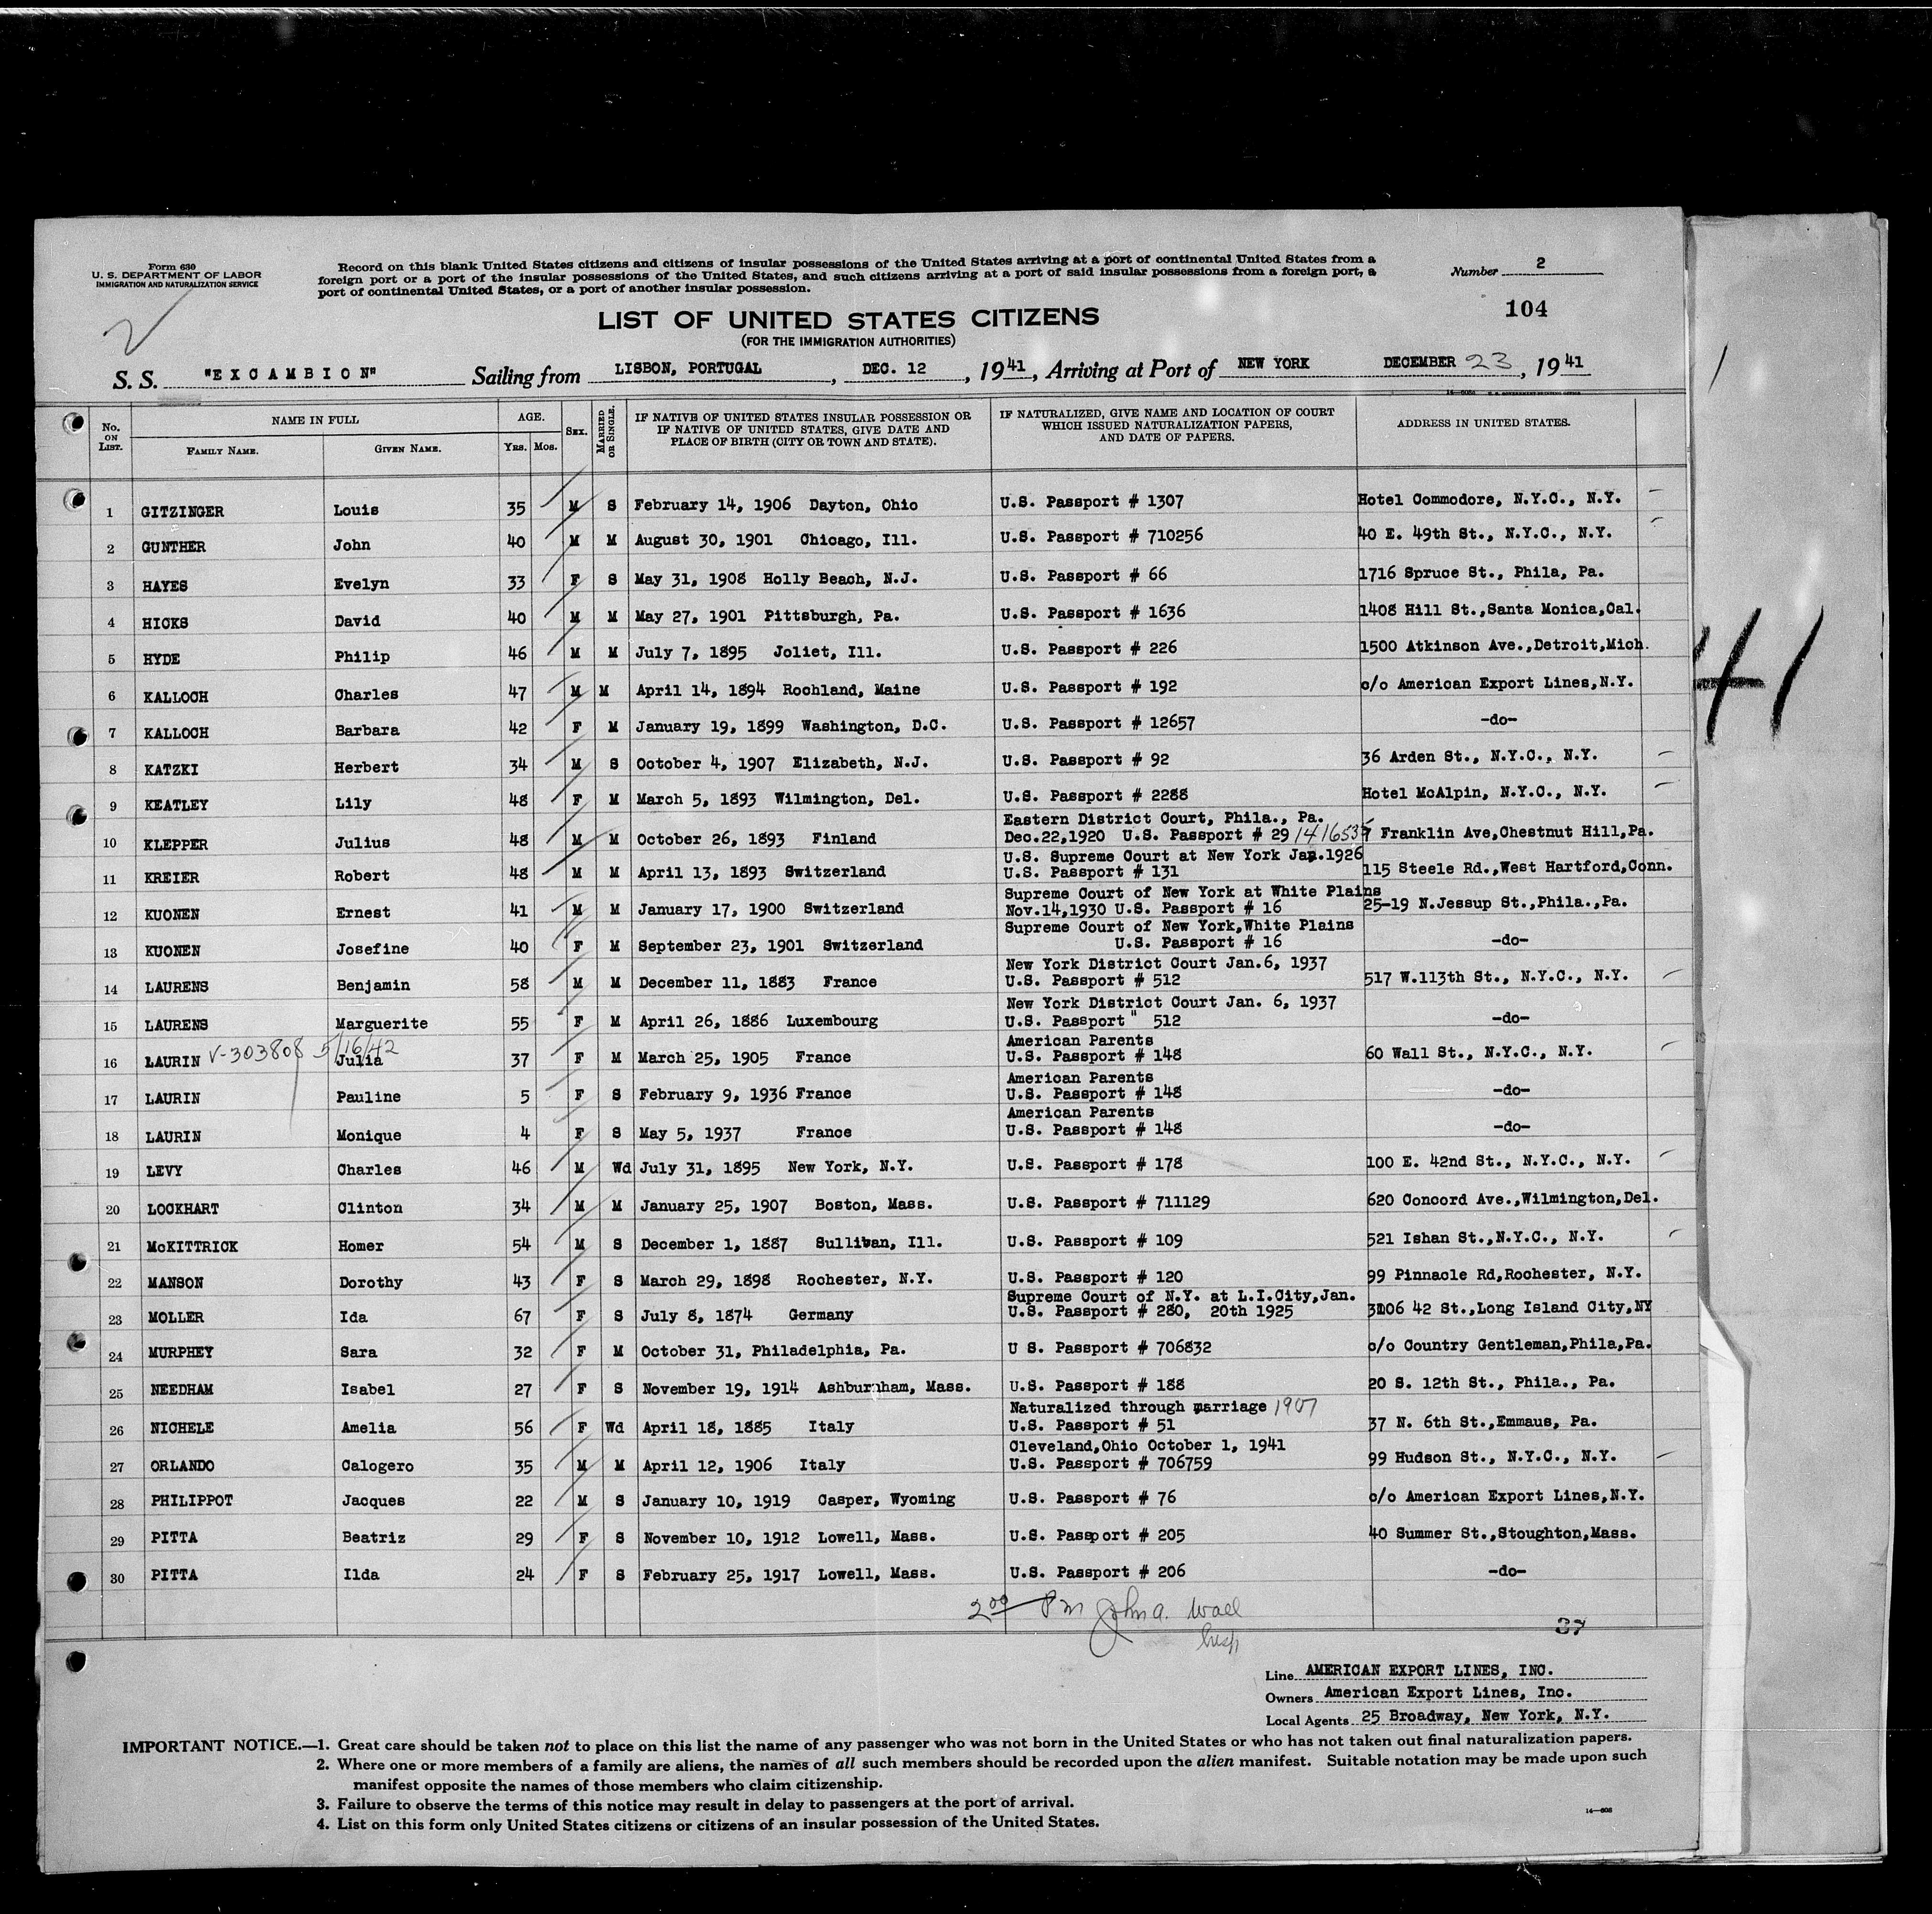 Form 630
U. S. DEPARTMENT OF LABOR
IMMIGRATION AND NATURALIZATION SERVICE
Record on this blank United States citizens and citizens of insular possessions of the United States arriving at a port of continental United States from a
foreign port or a port of the insular possessions of the United States, and such citizens arriving at a port of said insular possessions from a foreign port, a
port of continental United States, or a port of another insular possession.
Number 2
104
2
LIST OF UNITED STATES CITIZENS
(FOR THE IMMIGRATION AUTHORITIES)
S. S. "EXCAMBION" Sailing from LISBON, PORTUGAL, DEC. 12, 1941, Arriving at Port of NEW YORK DECEMBER 23, 1941
No. ON LIST. NAME IN FULL FAMILY NAME. GIVEN NAME. AGE. YRS. MOS. SEX. MARRIED OR SINGLE. IF NATIVE OF UNITED STATES INSULAR POSSESSION OR IF NATIVE OF UNITED STATES, GIVE DATE AND PLACE OF BIRTH (CITY OR TOWN AND STATE). IF NATURALIZED, GIVE NAME AND LOCATION OF COURT WHICH ISSUED NATURALIZATION PAPERS, AND DATE OF PAPERS. ADDRESS IN UNITED STATES.
1 GITZINGER Louis 35 M S February 14, 1906 Dayton, Ohio U.S. Passport # 1307 Hotel Commodore, N.Y.C., N.Y.
2 GUNTHER John 40 M M August 30, 1901 Chicago, Ill. U.S. Passport # 710256 40 E. 49th St., N.Y.C., N.Y.
3 HAYES Evelyn 33 F S May 31, 1908 Holly Beach, N.J. U.S. Passport # 66 1716 Spruce St., Phila, Pa.
4 HICKS David 40 M M May 27, 1901 Pittsburgh, Pa. U.S. Passport # 1636 1408 Hill St.,Santa Monica,Cal.
5 HYDE Philip 46 M M July 7, 1895 Joliet, Ill. U.S. Passport # 226 1500 Atkinson Ave.,Detroit,Mich.
6 KALLOCH Charles 47 M M April 14, 1894 Rochland, Maine U.S. Passport # 192 c/o American Export Lines,N.Y.
7 KALLOCH Barbara 42 F M January 19, 1899 Washington, D.C. U.S. Passport # 12657 -do-
8 KATZKI Herbert 34 M S October 4, 1907 Elizabeth, N.J. U.S. Passport # 92 36 Arden St., N.Y.C., N.Y.
9 KEATLEY Lily 48 F M March 5, 1893 Wilmington, Del. U.S. Passport # 2288 Hotel McAlpin, N.Y.C., N.Y.
Eastern District Court, Phila., Pa.
10 KLEPPER Julius 48 M M October 26, 1893 Finland Dec.22,1920 U.S. Passport # 29 Franklin Ave,Chestnut Hill,Pa.
U.S. Supreme Court at New York Jan.1926
11 KREIER Robert 48 M M April 13, 1893 Switzerland U.S. Passport # 131 115 Steele Rd.,West Hartford,Conn.
Supreme Court of New York at White Plains
12 KUONEN Ernest 41 M M January 17, 1900 Switzerland Nov.14,1930 U.S. Passport # 16 25-19 N.Jessup St.,Phila.,Pa.
Supreme Court of New York,White Plains
13 KUONEN Josefine 40 F M September 23, 1901 Switzerland U.S. Passport # 16 -do-
New York District Court Jan.6, 1937
14 LAURENS Benjamin 58 M M December 11, 1883 France U.S. Passport # 512 517 W.113th St., N.Y.C., N.Y.
New York District Court Jan. 6, 1937
15 LAURENS Marguerite 55 F M April 26, 1886 Luxembourg U.S. Passport " 512 -do-
American Parents
16 LAURIN V-303808 5/16/42 Julia 37 F M March 25, 1905 France U.S. Passport # 148 60 Wall St., N.Y.C., N.Y.
American Parents
17 LAURIN Pauline 5 F S February 9, 1936 France U.S. Passport # 148 -do-
American Parents
18 LAURIN Monique 4 F S May 5, 1937 France U.S. Passport # 148 -do-
19 LEVY Charles 46 M Wd July 31, 1895 New York, N.Y. U.S. Passport # 178 100 E. 42nd St., N.Y.C., N.Y.
20 LOCKHART Clinton 34 M M January 25, 1907 Boston, Mass. U.S. Passport # 711129 620 Concord Ave.,Wilmington,Del.
21 McKITTRICK Homer 54 M S December 1, 1887 Sullivan, Ill. U.S. Passport # 109 521 Ishan St.,N.Y.C., N.Y.
22 MANSON Dorothy 43 F S March 29, 1898 Rochester, N.Y. U.S. Passport # 120 99 Pinnacle Rd,Rochester, N.Y.
Supreme Court of N.Y. at L.I.City,Jan.
23 MOLLER Ida 67 F S July 8, 1874 Germany U.S. Passport # 280, 20th 1925 42 St.,Long Island City,NY
24 MURPHEY Sara 32 F M October 31, Philadelphia, Pa. U S. Passport # 706832 c/o Country Gentleman,Phila,Pa.
25 NEEDHAM Isabel 27 F S November 19, 1914 Ashburnham, Mass. U.S. Passport # 188 20 S. 12th St., Phila., Pa.
Naturalized through marriage 1907
26 NICHELE Amelia 56 F Wd April 18, 1885 Italy U.S. Passport # 51 37 N. 6th St.,Emmaus, Pa.
Cleveland,Ohio October 1, 1941
27 ORLANDO Calogero 35 M M April 12, 1906 Italy U.S. Passport # 706759 99 Hudson St., N.Y.C., N.Y.
28 PHILIPPOT Jacques 22 M S January 10, 1919 Casper, Wyoming U.S. Passport # 76 c/o American Export Lines,N.Y.
29 PITTA Beatriz 29 F S November 10, 1912 Lowell, Mass. U.S. Passport # 205 40 Summer St.,Stoughton,Mass.
30 PITTA Ilda 24 F S February 25, 1917 Lowell, Mass. U.S. Passport # 206 -do-
2 00 Pm John A. Wall
Insp
37
41
Line AMERICAN EXPORT LINES, INC.
Owners American Export Lines, Inc.
Local Agents 25 Broadway, New York, N.Y.
IMPORTANT NOTICE.—1. Great care should be taken not to place on this list the name of any passenger who was not born in the United States or who has not taken out final naturalization papers.
2. Where one or more members of a family are aliens, the names of all such members should be recorded upon the alien manifest. Suitable notation may be made upon such
manifest opposite the names of those members who claim citizenship.
3. Failure to observe the terms of this notice may result in delay to passengers at the port of arrival.
4. List on this form only United States citizens or citizens of an insular possession of the United States.
14—608